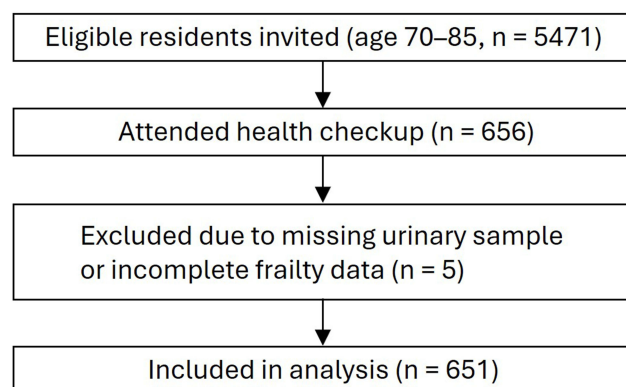 Eligible residents invited (age 70–85, n = 5471)
Attended health checkup (n = 656)
Excluded due to missing urinary sample
or incomplete frailty data (n = 5)
Included in analysis (n = 651)